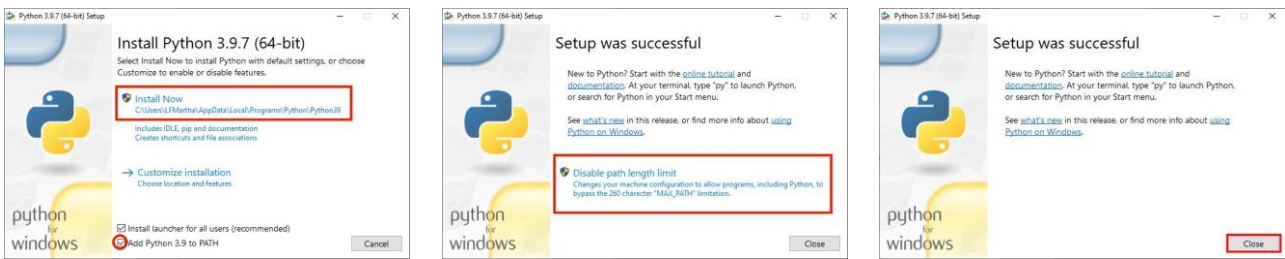 Python 3.9.7 (64-bit) Setup
Install Python 3.9.7 (64-bit)
Select Install Now to install Python with default settings, or choose
Customize to enable or disable features.
Install Now
C:\Users\LFMartha\AppData\Local\Programs\Python\Python39
Includes IDLE, pip and documentation
Creates shortcuts and file associations
→ Customize installation
Choose location and features
python
for
windows
Install launcher for all users (recommended)
Add Python 3.9 to PATH
Cancel
Python 3.9.7 (64-bit) Setup
Setup was successful
New to Python? Start with the online tutorial and
documentation. At your terminal, type "py" to launch Python,
or search for Python in your Start menu.
See what's new in this release, or find more info about using
Python on Windows.
Disable path length limit
Changes your machine configuration to allow programs, including Python, to
bypass the 260 character "MAX_PATH" limitation.
python
for
windows
Close
Python 3.9.7 (64-bit) Setup
Setup was successful
New to Python? Start with the online tutorial and
documentation. At your terminal, type "py" to launch Python,
or search for Python in your Start menu.
See what's new in this release, or find more info about using
Python on Windows.
python
for
windows
Close